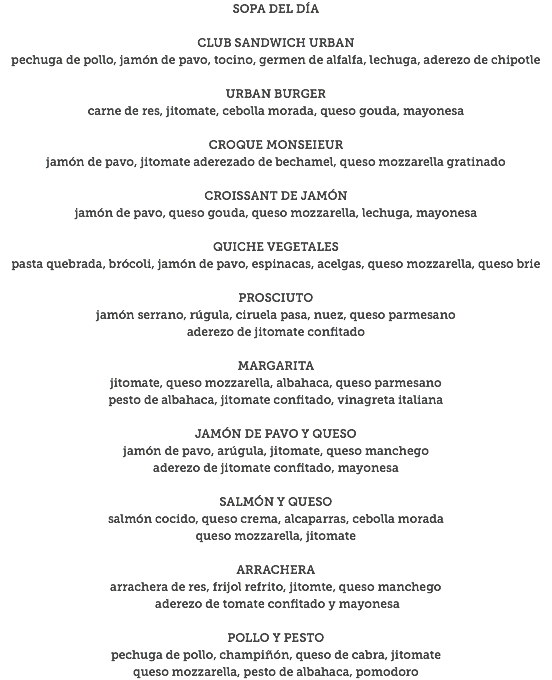 SOPA DEL DÍA
CLUB SANDWICH URBAN
pechuga de pollo, jamón de pavo, tocino, germen de alfalfa, lechuga, aderezo de chipotle
URBAN BURGER
carne de res, jitomate, cebolla morada, queso gouda, mayonesa
CROQUE MONSEIEUR
jamón de pavo, jitomate aderezado de bechamel, queso mozzarella gratinado
CROISSANT DE JAMÓN
jamón de pavo, queso gouda, queso mozzarella, lechuga, mayonesa
QUICHE VEGETALES
pasta quebrada, brócoli, jamón de pavo, espinacas, acelgas, queso mozzarella, queso brie
PROSCIUTO
jamón serrano, rúgula, ciruela pasa, nuez, queso parmesano
aderezo de jitomate confitado
MARGARITA
jitomate, queso mozzarella, albahaca, queso parmesano
pesto de albahaca, jitomate confitado, vinagreta italiana
JAMÓN DE PAVO Y QUESO
jamón de pavo, arúgula, jitomate, queso manchego
aderezo de jitomate confitado, mayonesa
SALMÓN Y QUESO
salmón cocido, queso crema, alcaparras, cebolla morada
queso mozzarella, jitomate
ARRACHERA
arrachera de res, frijol refrito, jitomte, queso manchego
aderezo de tomate confitado y mayonesa
POLLO Y PESTO
pechuga de pollo, champiñón, queso de cabra, jitomate
queso mozzarella, pesto de albahaca, pomodoro